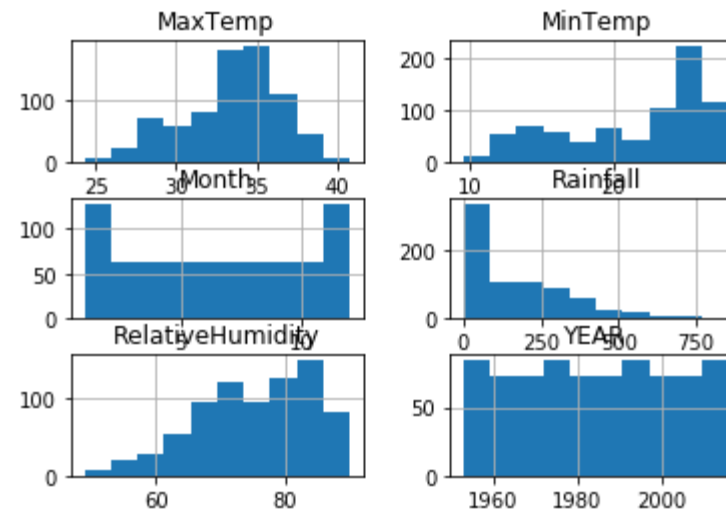 MaxTemp MinTemp
200
100 100
0 0
25 30 35 40 10 20
Month Rainfall
100 200
50
0 0
5 10 0 250 500 750
RelativeHumidity YEAR
100 50
0 0
60 80 1960 1980 2000